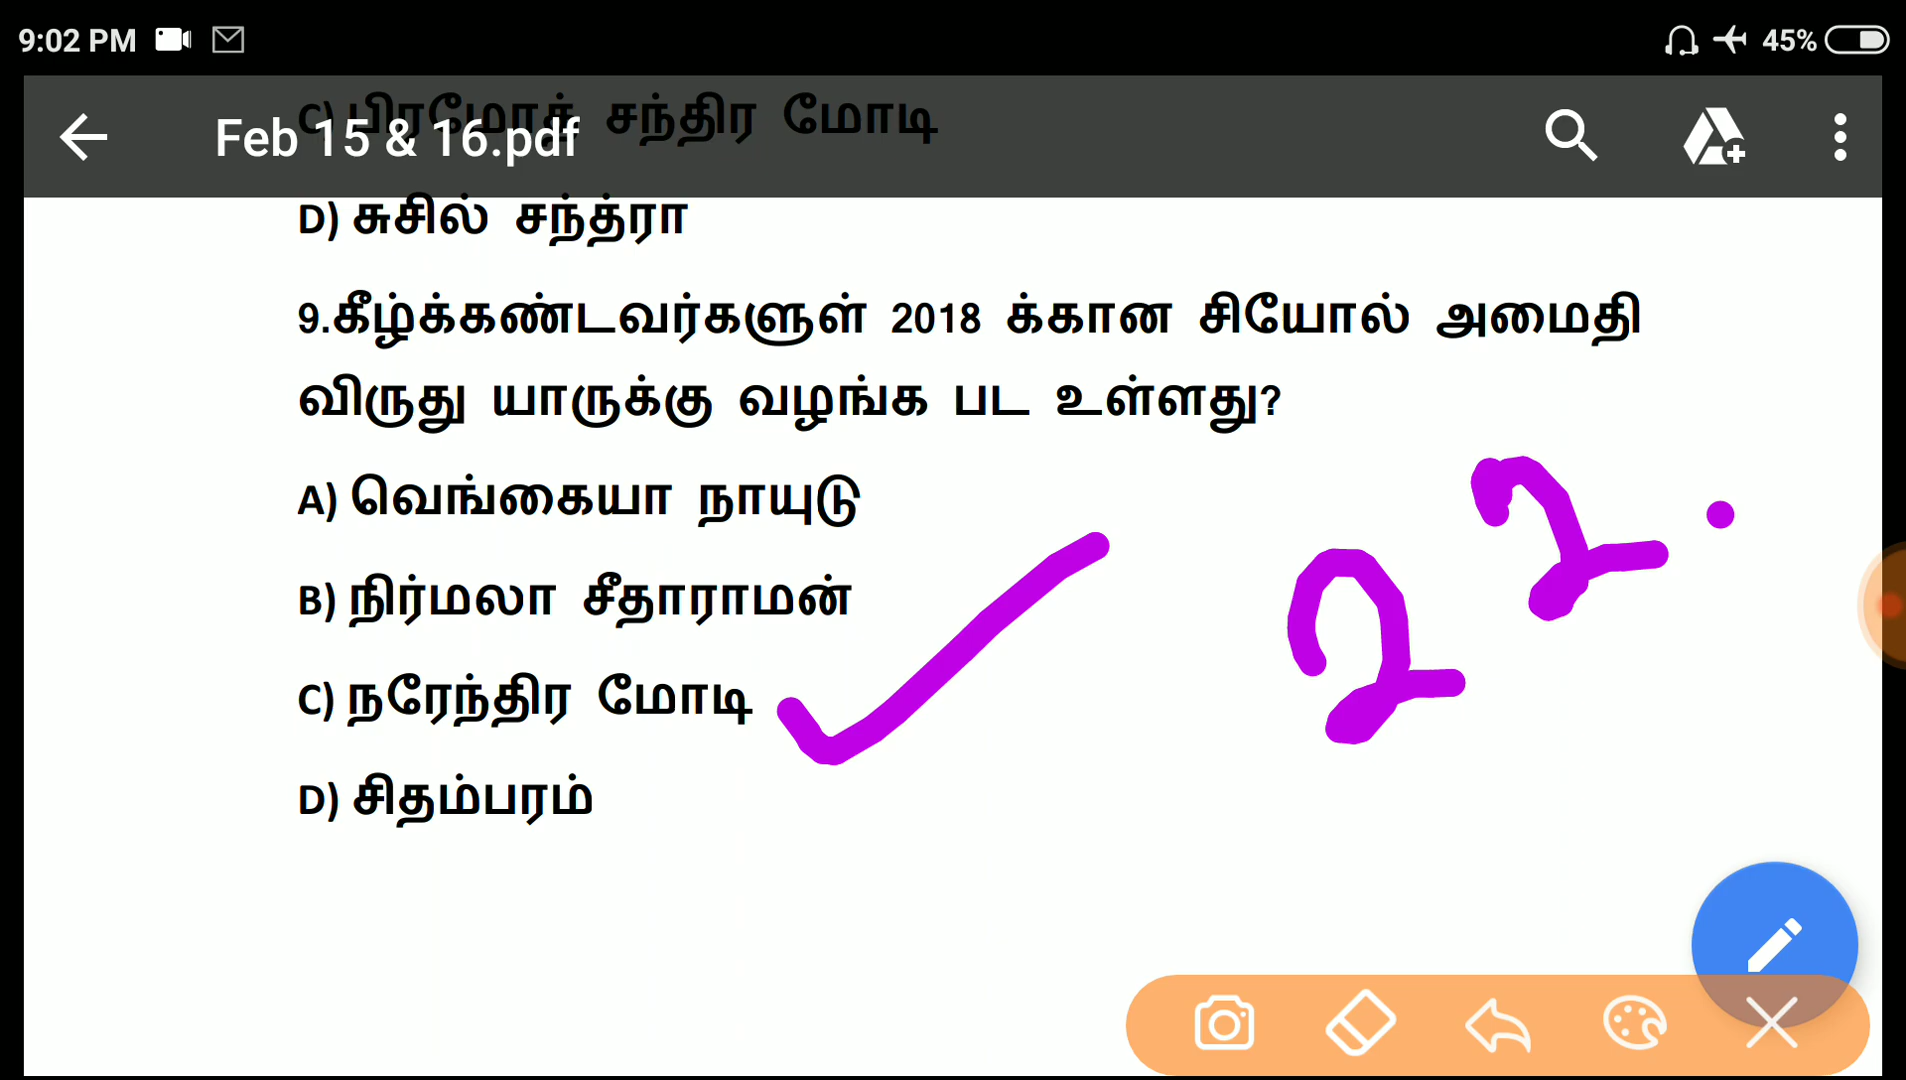 9:02 PM
45%
C) பிரமோத் சந்திர மோடி
Feb 15 & 16.pdf
D) சுசில் சந்த்ரா
9.கீழ்க்கண்டவர்களுள் 2018 க்கான சியோல் அமைதி
விருது யாருக்கு வழங்க பட உள்ளது?
A) வெங்கையா நாயுடு
B) நிர்மலா சீதாராமன்
C) நரேந்திர மோடி
D) சிதம்பரம்
22